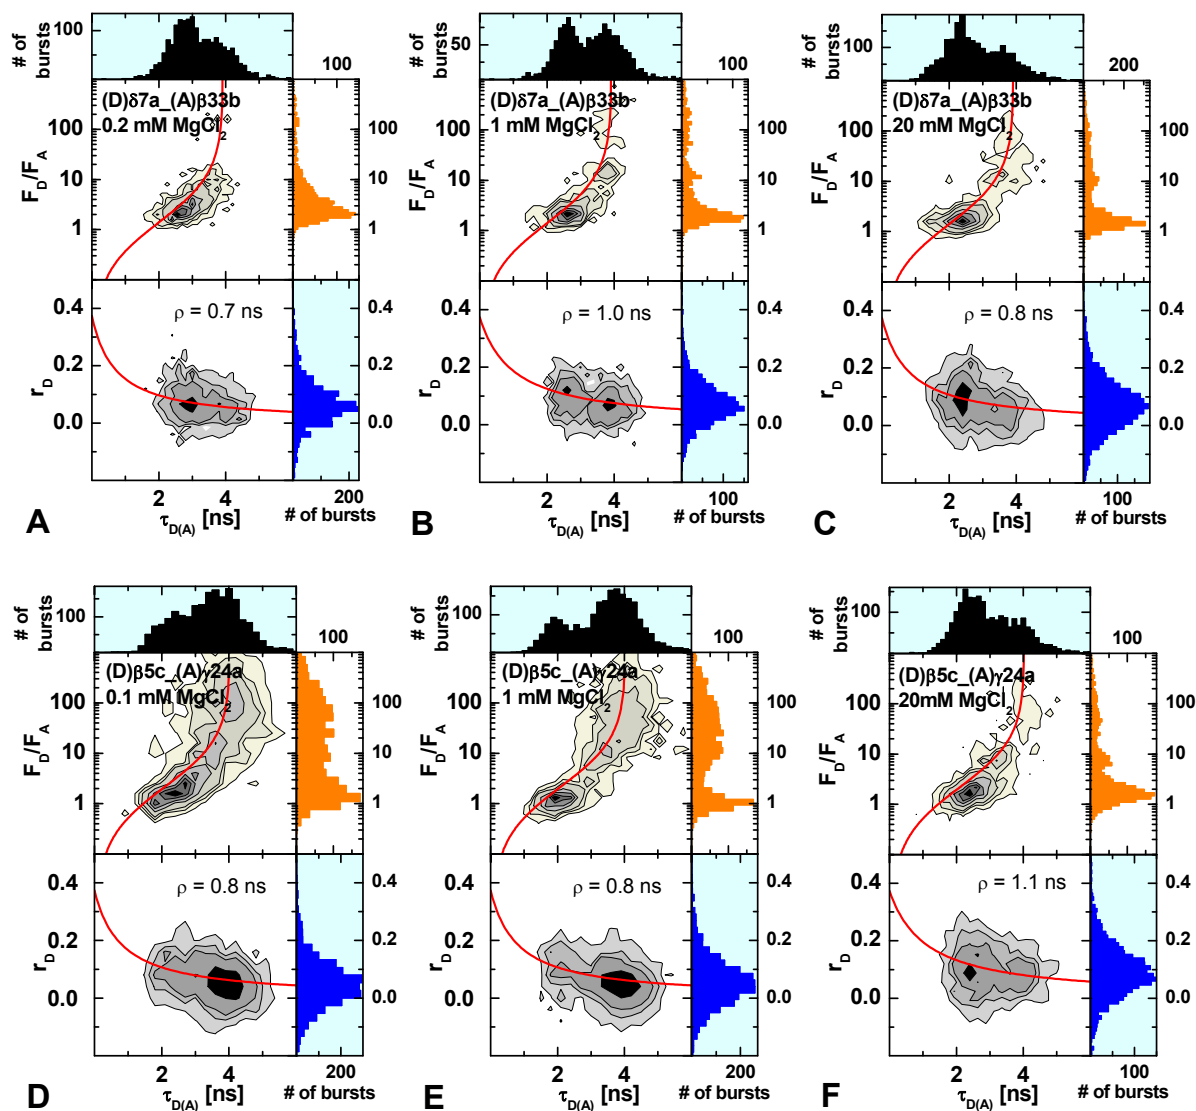 # of bursts
100
100
(D)δ7a_(A)β33b
0.2 mM MgCl2
F_D/F_A
100
10
1
100
10
1
ρ = 0.7 ns
r_D
0.4
0.2
0.0
0.4
0.2
0.0
2 4
200
A
τ_D(A) [ns]
# of bursts
# of bursts
50
100
(D)δ7a_(A)β33b
1 mM MgCl2
F_D/F_A
100
10
1
100
10
1
ρ = 1.0 ns
r_D
0.4
0.2
0.0
0.4
0.2
0.0
2 4
100
B
τ_D(A) [ns]
# of bursts
# of bursts
100
200
(D)δ7a_(A)β33b
20 mM MgCl2
F_D/F_A
100
10
1
100
10
1
ρ = 0.8 ns
r_D
0.4
0.2
0.0
0.4
0.2
0.0
2 4
100
C
τ_D(A) [ns]
# of bursts
# of bursts
100
100
(D)β5c_(A)γ24a
0.1 mM MgCl2
F_D/F_A
100
10
1
100
10
1
ρ = 0.8 ns
r_D
0.4
0.2
0.0
0.4
0.2
0.0
2 4
200
D
τ_D(A) [ns]
# of bursts
# of bursts
100
100
(D)β5c_(A)γ24a
1 mM MgCl2
F_D/F_A
100
10
1
100
10
1
ρ = 0.8 ns
r_D
0.4
0.2
0.0
0.4
0.2
0.0
2 4
200
E
τ_D(A) [ns]
# of bursts
# of bursts
100
100
(D)β5c_(A)γ24a
20mM MgCl2
F_D/F_A
100
10
1
100
10
1
ρ = 1.1 ns
r_D
0.4
0.2
0.0
0.4
0.2
0.0
2 4
100
F
τ_D(A) [ns]
# of bursts